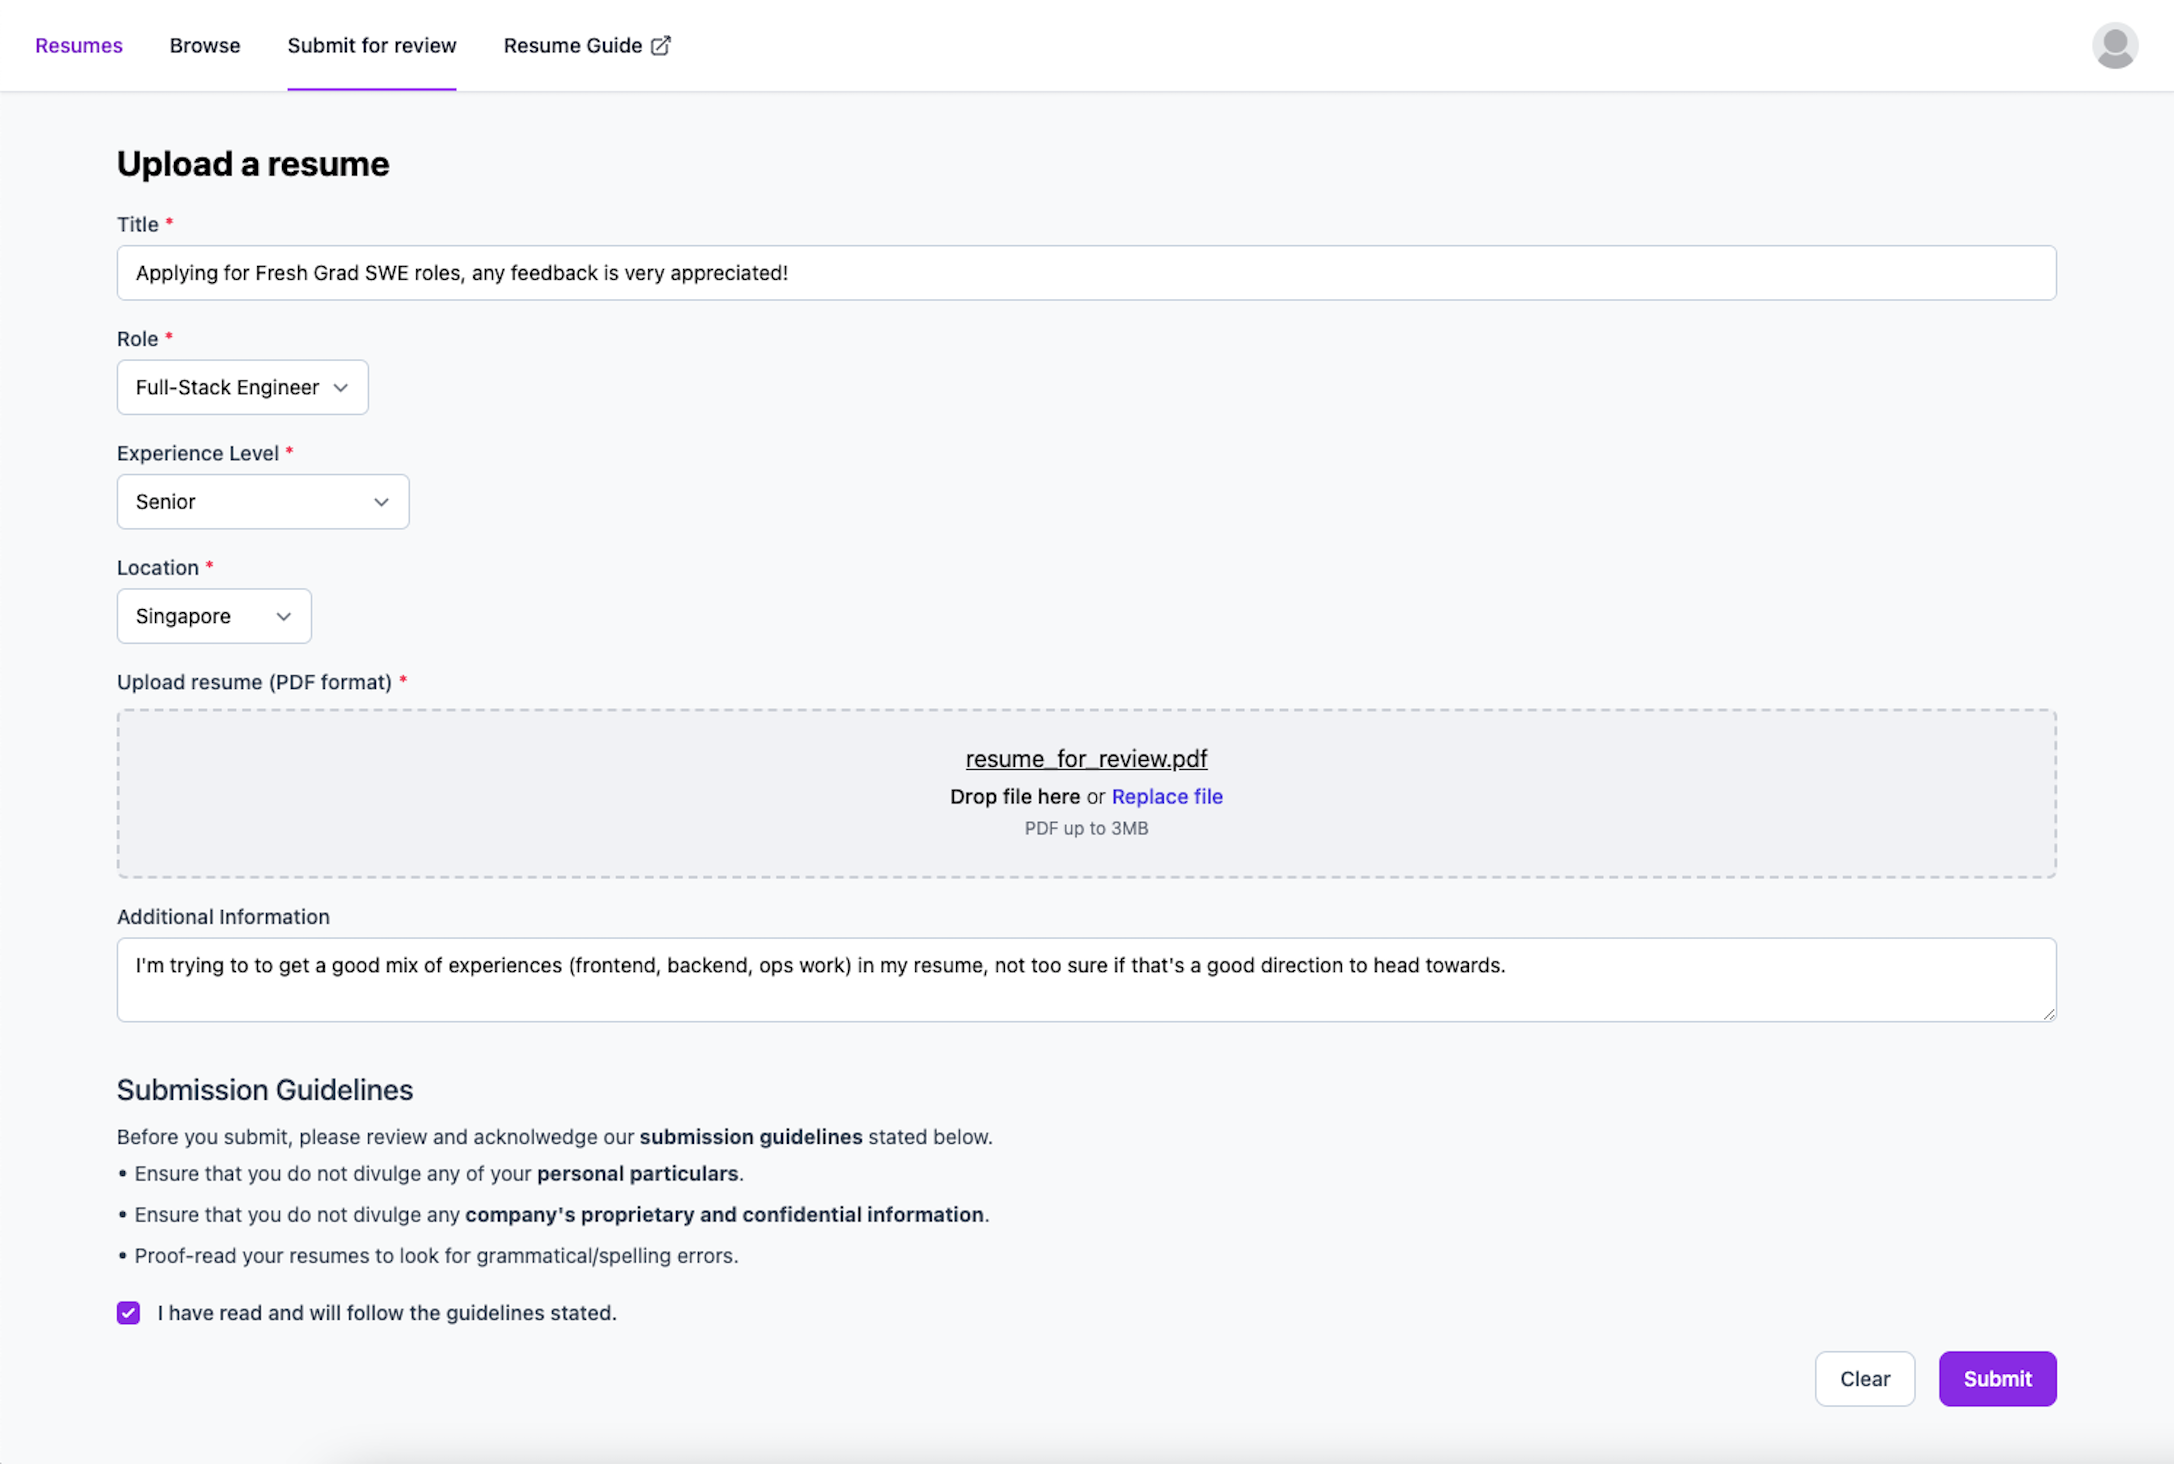 Resumes Browse Submit for review Resume Guide
Upload a resume
Title *
Applying for Fresh Grad SWE roles, any feedback is very appreciated!
Role *
Full-Stack Engineer
Experience Level *
Senior
Location *
Singapore
Upload resume (PDF format) *
resume_for_review.pdf
Drop file here or Replace file
PDF up to 3MB
Additional Information
I'm trying to to get a good mix of experiences (frontend, backend, ops work) in my resume, not too sure if that's a good direction to head towards.
Submission Guidelines
Before you submit, please review and acknolwedge our submission guidelines stated below.
• Ensure that you do not divulge any of your personal particulars.
• Ensure that you do not divulge any company's proprietary and confidential information.
• Proof-read your resumes to look for grammatical/spelling errors.
I have read and will follow the guidelines stated.
Clear Submit